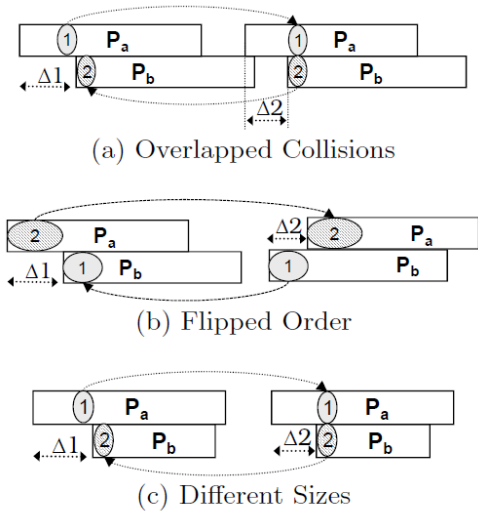 1 Pa 1 Pa
2 Pb 2 Pb
Δ1 Δ2
(a) Overlapped Collisions
2 Pa Δ2 2 Pa
Δ1 1 Pb 1 Pb
(b) Flipped Order
1 Pa 1 Pa
Δ1 2 Pb Δ2 2 Pb
(c) Different Sizes